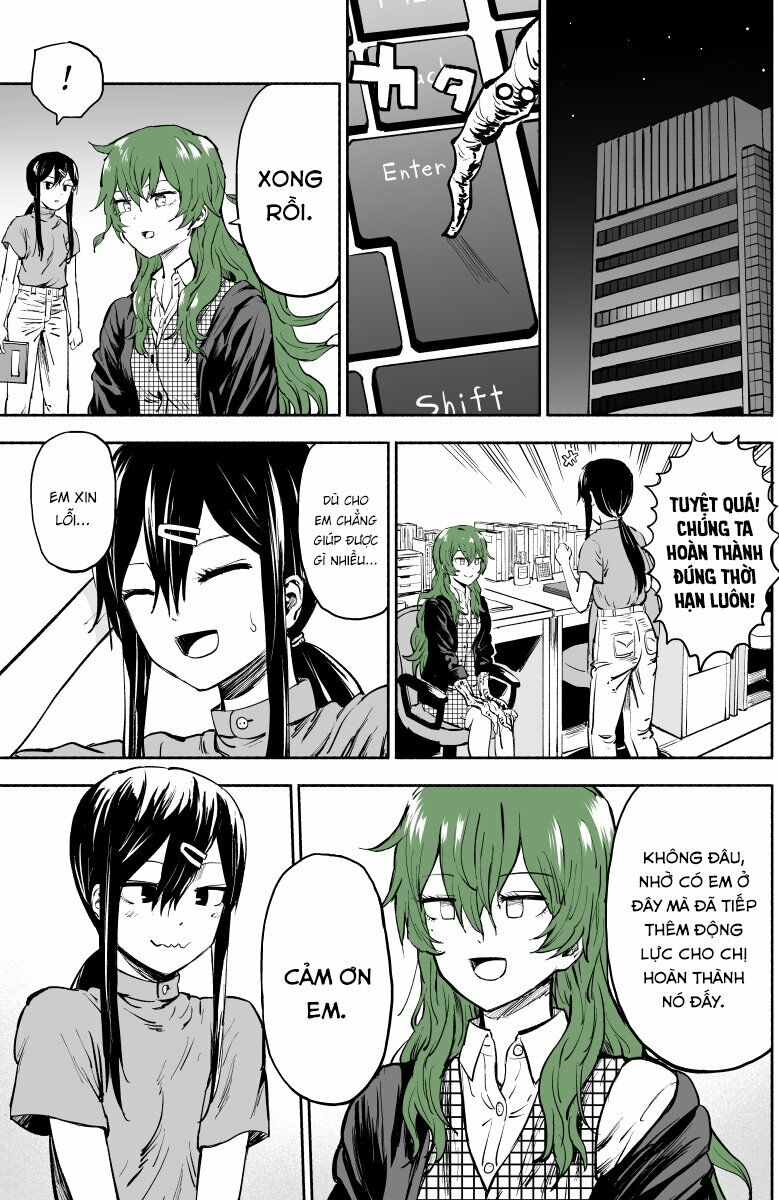 カタ
Enter
Shift
XONG
RỒI.
!
TUYỆT QUÁ!
CHÚNG TA
HOÀN THÀNH
ĐÚNG THỜI
HẠN LUÔN!
DÙ CHO
EM CHẲNG
GIÚP ĐƯỢC
GÌ NHIỀU...
EM XIN
LỖI...
KHÔNG ĐÂU,
NHỜ CÓ EM Ở
ĐÂY MÀ ĐÃ TIẾP
THÊM ĐỘNG
LỰC CHO CHỊ
HOÀN THÀNH
NÓ ĐẤY.
CẢM ƠN
EM.